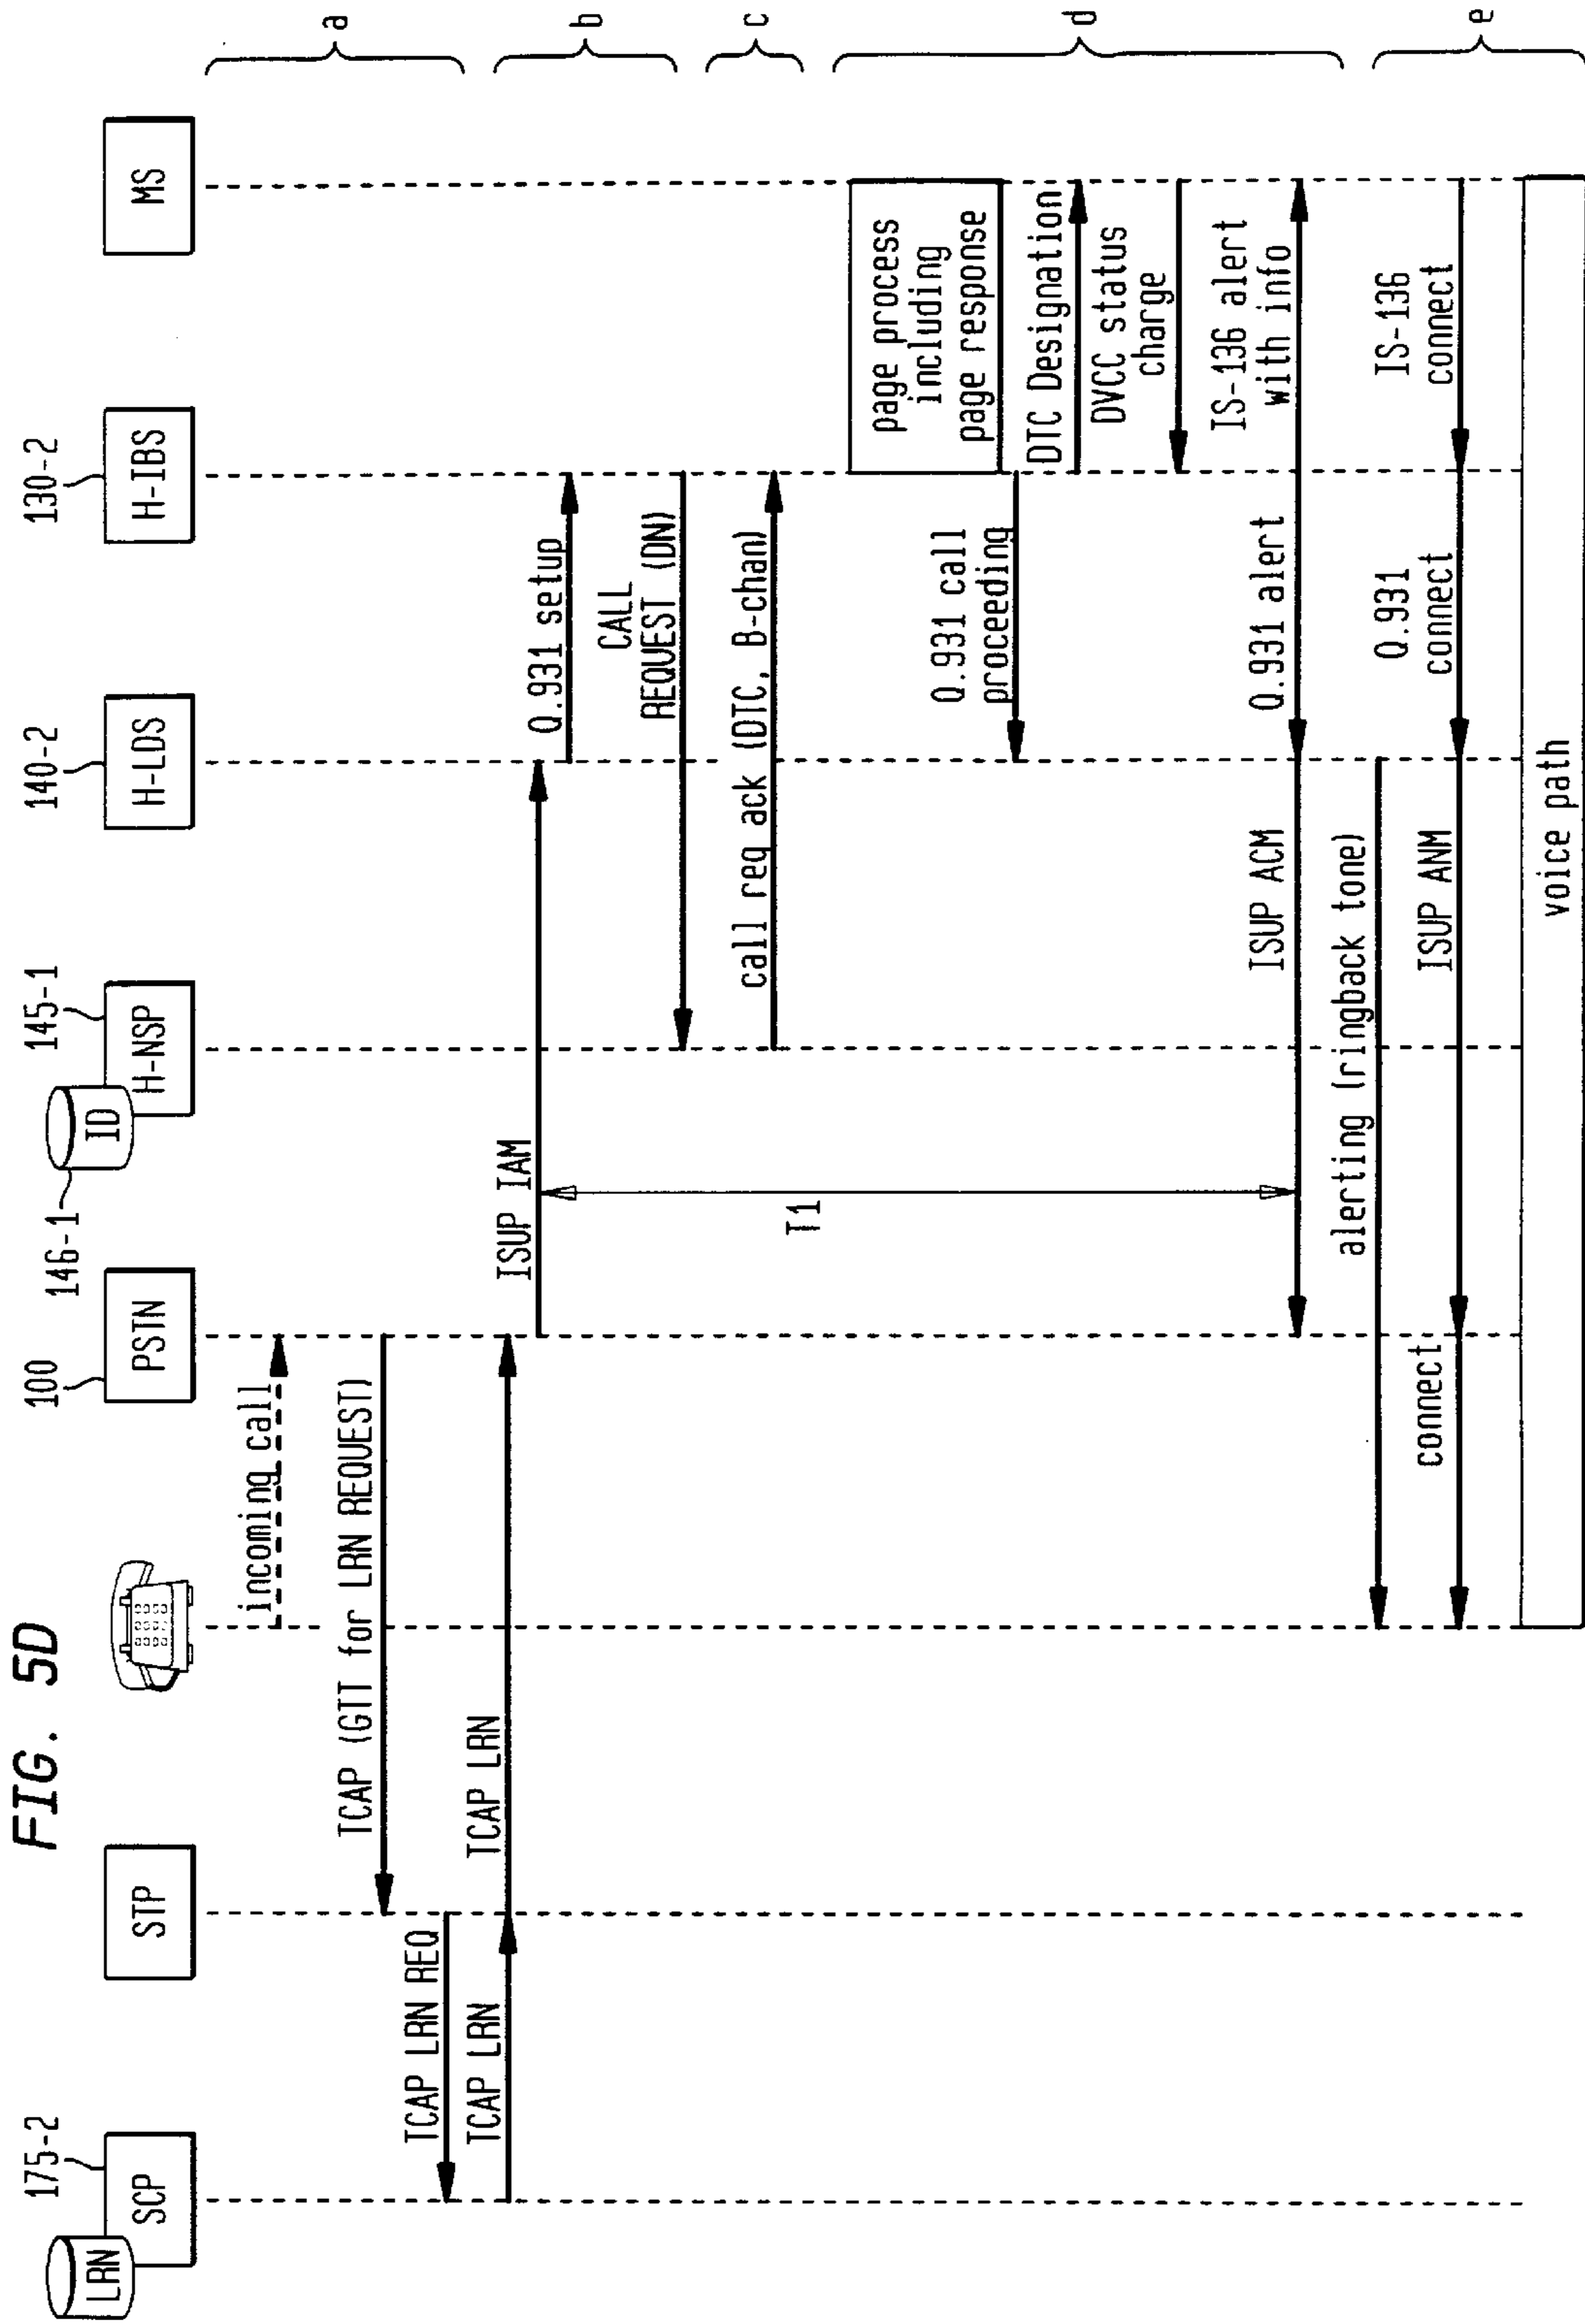 FIG. 5D
LRN
SCP
175-2
STP
100
PSTN
146-1
ID
H-NSP
145-1
H-LDS
140-2
H-IBS
130-2
MS
incoming call
TCAP (GTT for LRN REQUEST)
TCAP LRN REQ
a
TCAP LRN
TCAP LRN
ISUP IAM
Q.931 setup
CALL
REQUEST (DN)
b
call req ack (DTC, B-chan)
c
T1
page process
including
page response
Q.931 call
proceeding
DTC Designation
DVCC status
charge
ISUP ACM
Q.931 alert
IS-136 alert
with info
d
alerting (ringback tone)
connect
ISUP ANM
Q.931
connect
IS-136
connect
voice path
e